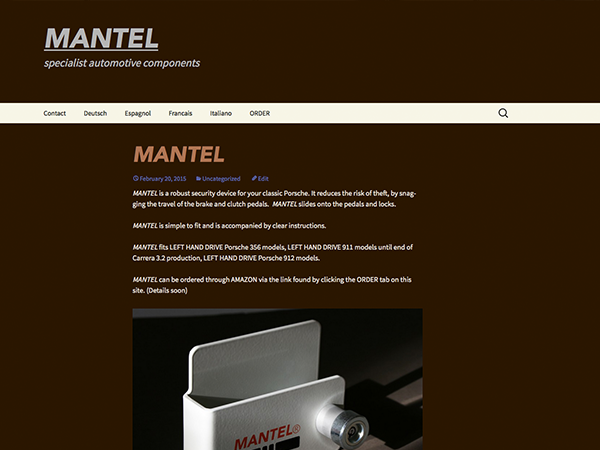 MANTEL
specialist automotive components
Contact Deutsch Espagnol Francais Italiano ORDER
MANTEL
February 20, 2015 Uncategorized Edit
MANTEL is a robust security device for your classic Porsche. It reduces the risk of theft, by snag-
ging the travel of the brake and clutch pedals. MANTEL slides onto the pedals and locks.
MANTEL is simple to fit and is accompanied by clear instructions.
MANTEL fits LEFT HAND DRIVE Porsche 356 models, LEFT HAND DRIVE 911 models until end of
Carrera 3.2 production, LEFT HAND DRIVE Porsche 912 models.
MANTEL can be ordered through AMAZON via the link found by clicking the ORDER tab on this
site. (Details soon)
MANTEL®